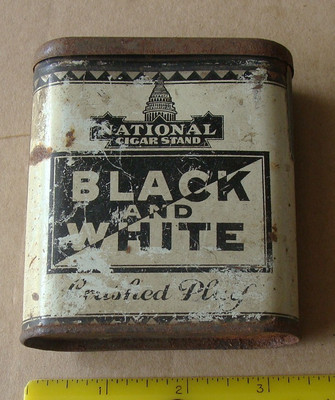 NATIONAL
CIGAR STAND
BLACK
AND
WHITE
Crushed Plug
1 2 3